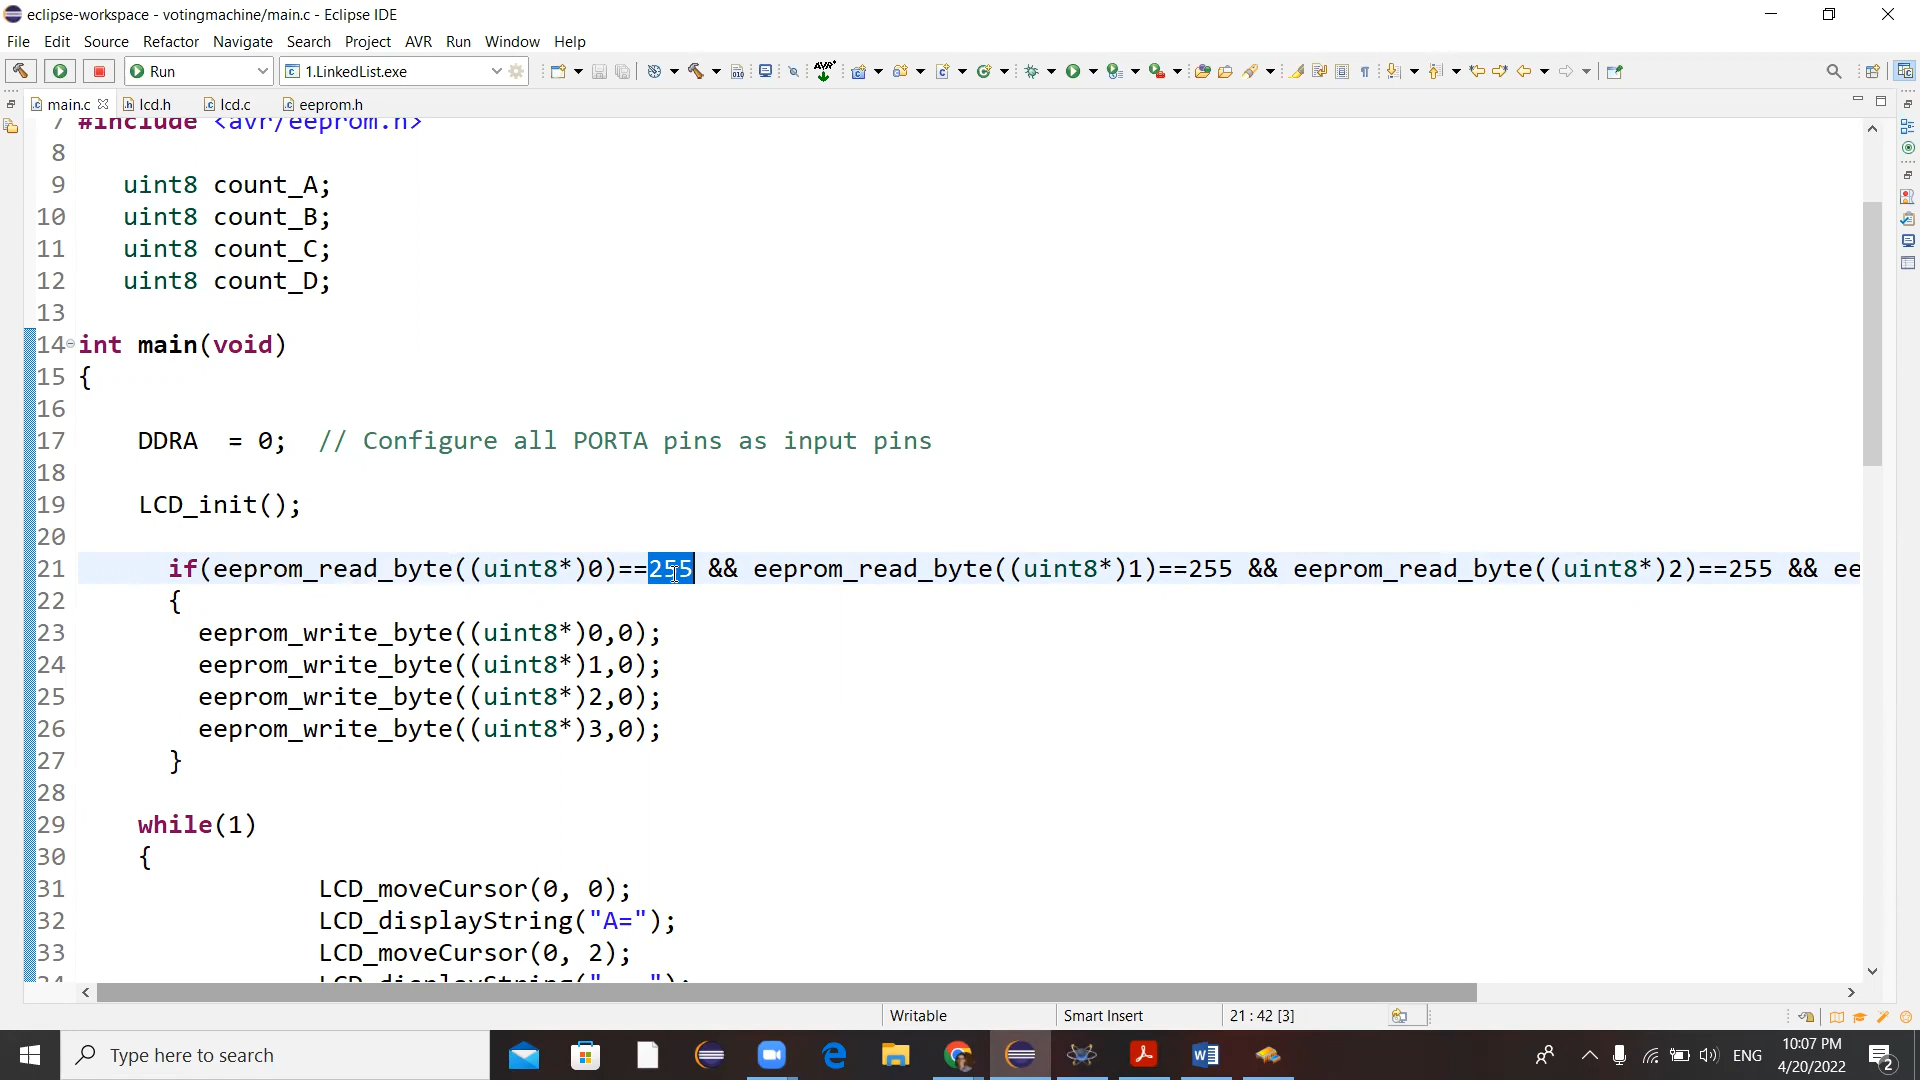 eclipse-workspace - votingmachine/main.c - Eclipse IDE
File Edit Source Refactor Navigate Search Project AVR Run Window Help
Run
1.LinkedList.exe
main.c lcd.h lcd.c eeprom.h
7 #include <avr/eeprom.h>
8
9 uint8 count_A;
10 uint8 count_B;
11 uint8 count_C;
12 uint8 count_D;
13
14 int main(void)
15 {
16
17 DDRA = 0; // Configure all PORTA pins as input pins
18
19 LCD_init();
20
21 if(eeprom_read_byte((uint8*)0)==255 && eeprom_read_byte((uint8*)1)==255 && eeprom_read_byte((uint8*)2)==255 && ee
22 {
23 eeprom_write_byte((uint8*)0,0);
24 eeprom_write_byte((uint8*)1,0);
25 eeprom_write_byte((uint8*)2,0);
26 eeprom_write_byte((uint8*)3,0);
27 }
28
29 while(1)
30 {
31 LCD_moveCursor(0, 0);
32 LCD_displayString("A=");
33 LCD_moveCursor(0, 2);
Writable Smart Insert 21 : 42 [3]
Type here to search
ENG
10:07 PM
4/20/2022
2